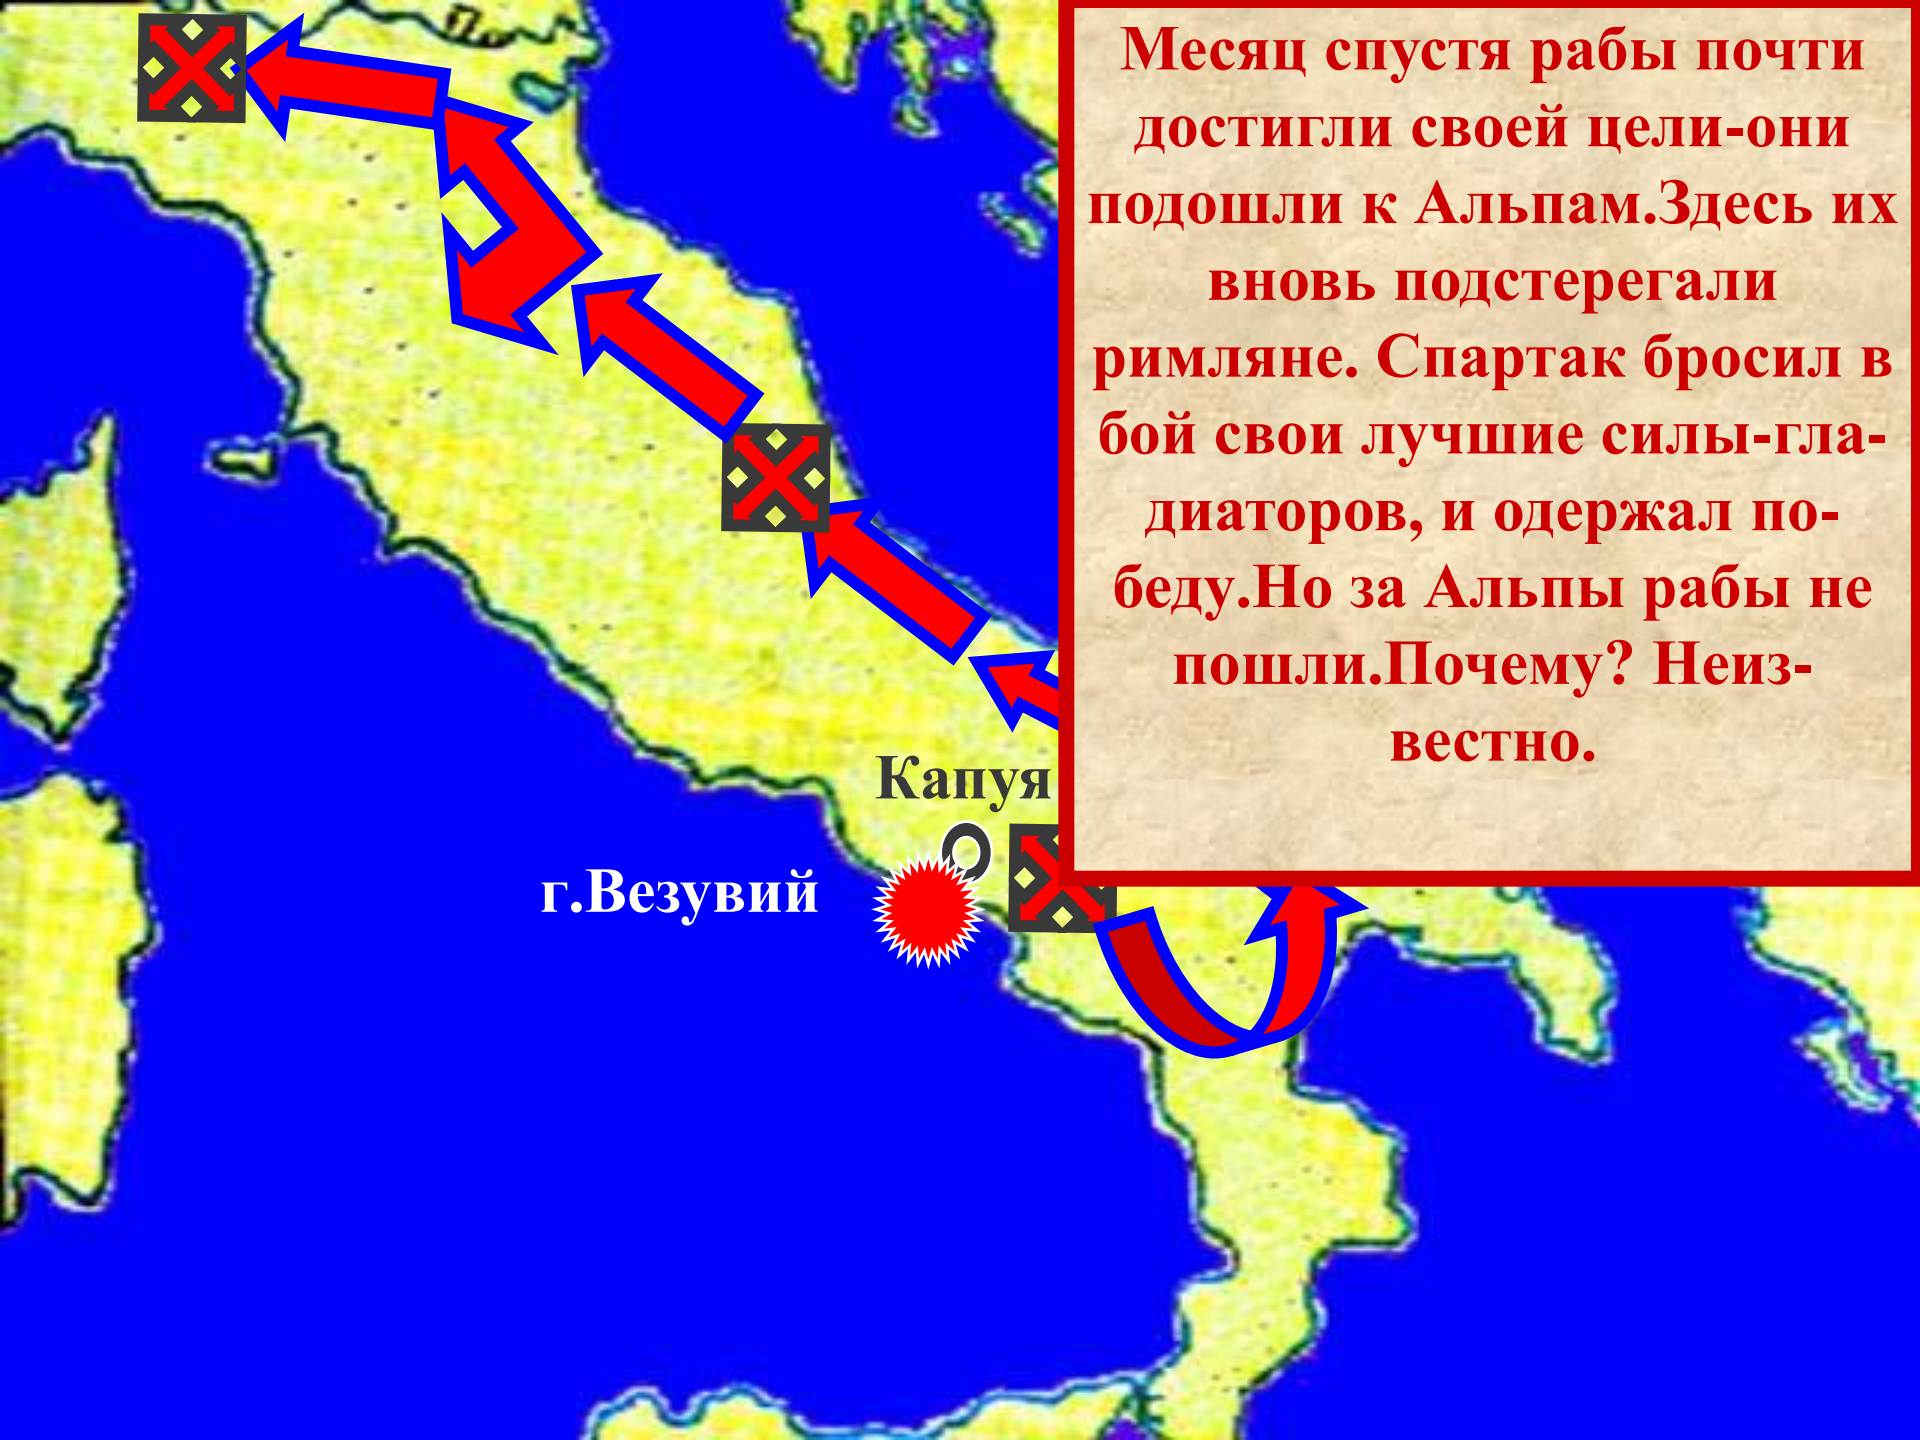 Месяц спустя рабы почти
достигли своей цели-они
подошли к Альпам.Здесь их
вновь подстерегали
римляне. Спартак бросил в
бой свои лучшие силы-гла-
диаторов, и одержал по-
беду.Но за Альпы рабы не
пошли.Почему? Неиз-
вестно.
Капуя
г.Везувий